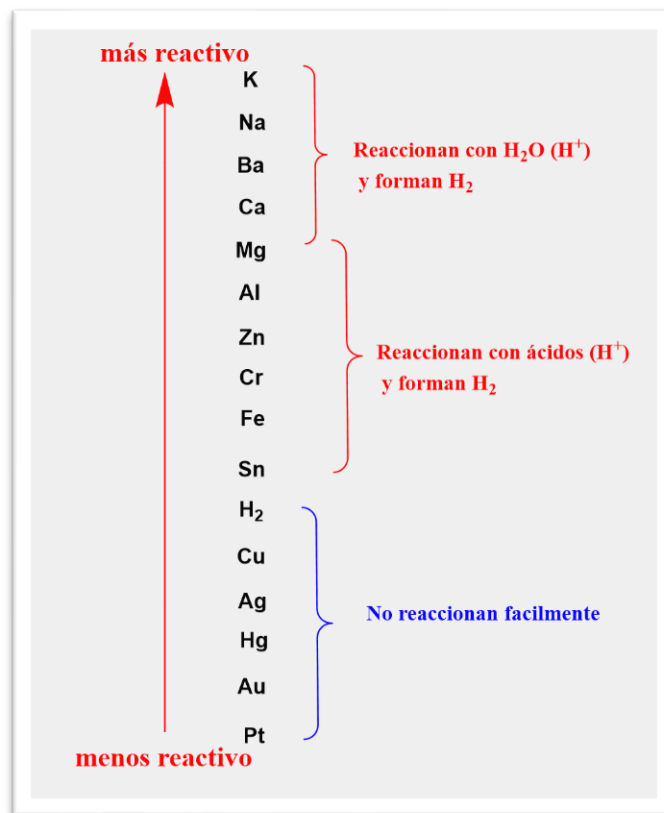 más reactivo
K
Na
Ba
Reaccionan con H₂O (H⁺)
y forman H₂
Ca
Mg
Al
Zn
Reaccionan con ácidos (H⁺)
y forman H₂
Cr
Fe
Sn
H₂
Cu
Ag
No reaccionan facilmente
Hg
Au
Pt
menos reactivo